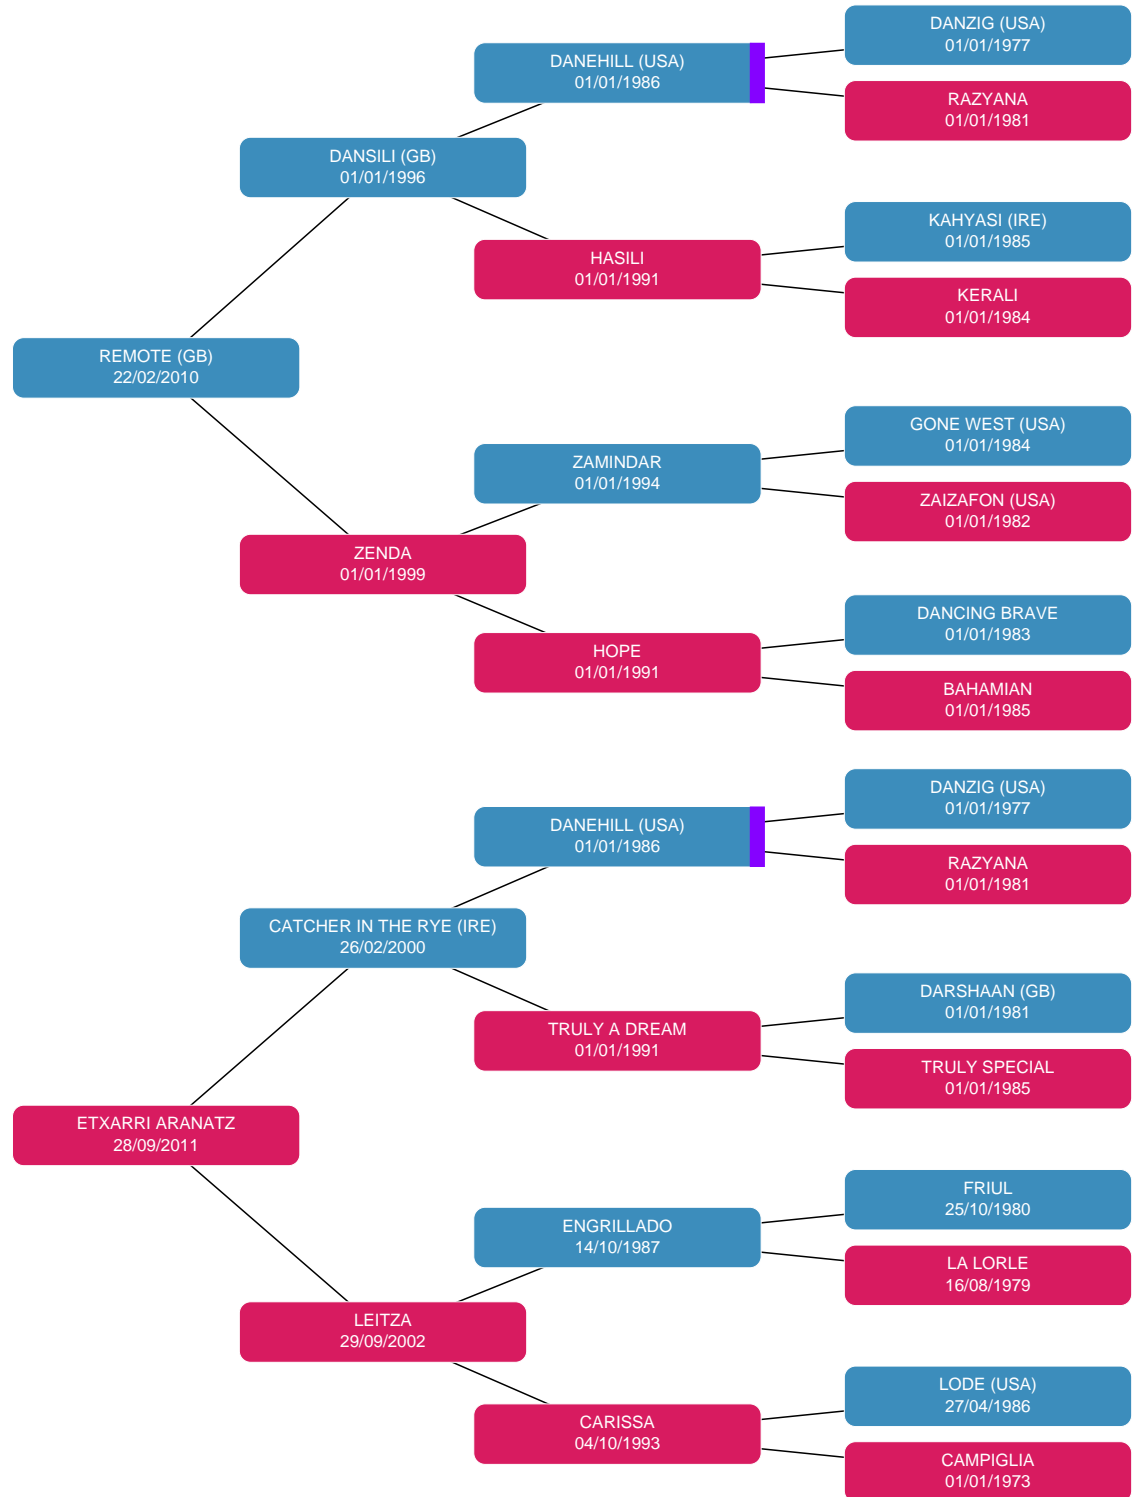 DANZIG (USA)
01/01/1977
DANEHILL (USA)
01/01/1986
RAZYANA
01/01/1981
DANSILI (GB)
01/01/1996
KAHYASI (IRE)
01/01/1985
HASILI
01/01/1991
KERALI
01/01/1984
REMOTE (GB)
22/02/2010
GONE WEST (USA)
01/01/1984
ZAMINDAR
01/01/1994
ZAIZAFON (USA)
01/01/1982
ZENDA
01/01/1999
DANCING BRAVE
01/01/1983
HOPE
01/01/1991
BAHAMIAN
01/01/1985
DANZIG (USA)
01/01/1977
DANEHILL (USA)
01/01/1986
RAZYANA
01/01/1981
CATCHER IN THE RYE (IRE)
26/02/2000
DARSHAAN (GB)
01/01/1981
TRULY A DREAM
01/01/1991
TRULY SPECIAL
01/01/1985
ETXARRI ARANATZ
28/09/2011
FRIUL
25/10/1980
ENGRILLADO
14/10/1987
LA LORLE
16/08/1979
LEITZA
29/09/2002
LODE (USA)
27/04/1986
CARISSA
04/10/1993
CAMPIGLIA
01/01/1973